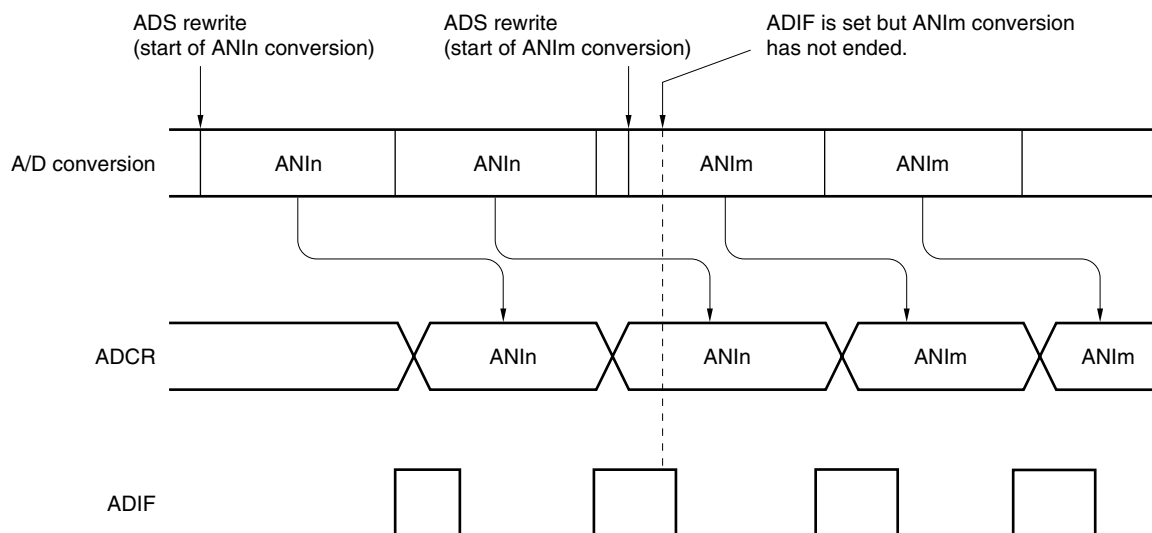 ADS rewrite
(start of ANIn conversion)
ADS rewrite
(start of ANIm conversion)
ADIF is set but ANIm conversion
has not ended.
A/D conversion
ANIn
ANIn
ANIm
ANIm
ADCR
ANIn
ANIn
ANIm
ANIm
ADIF